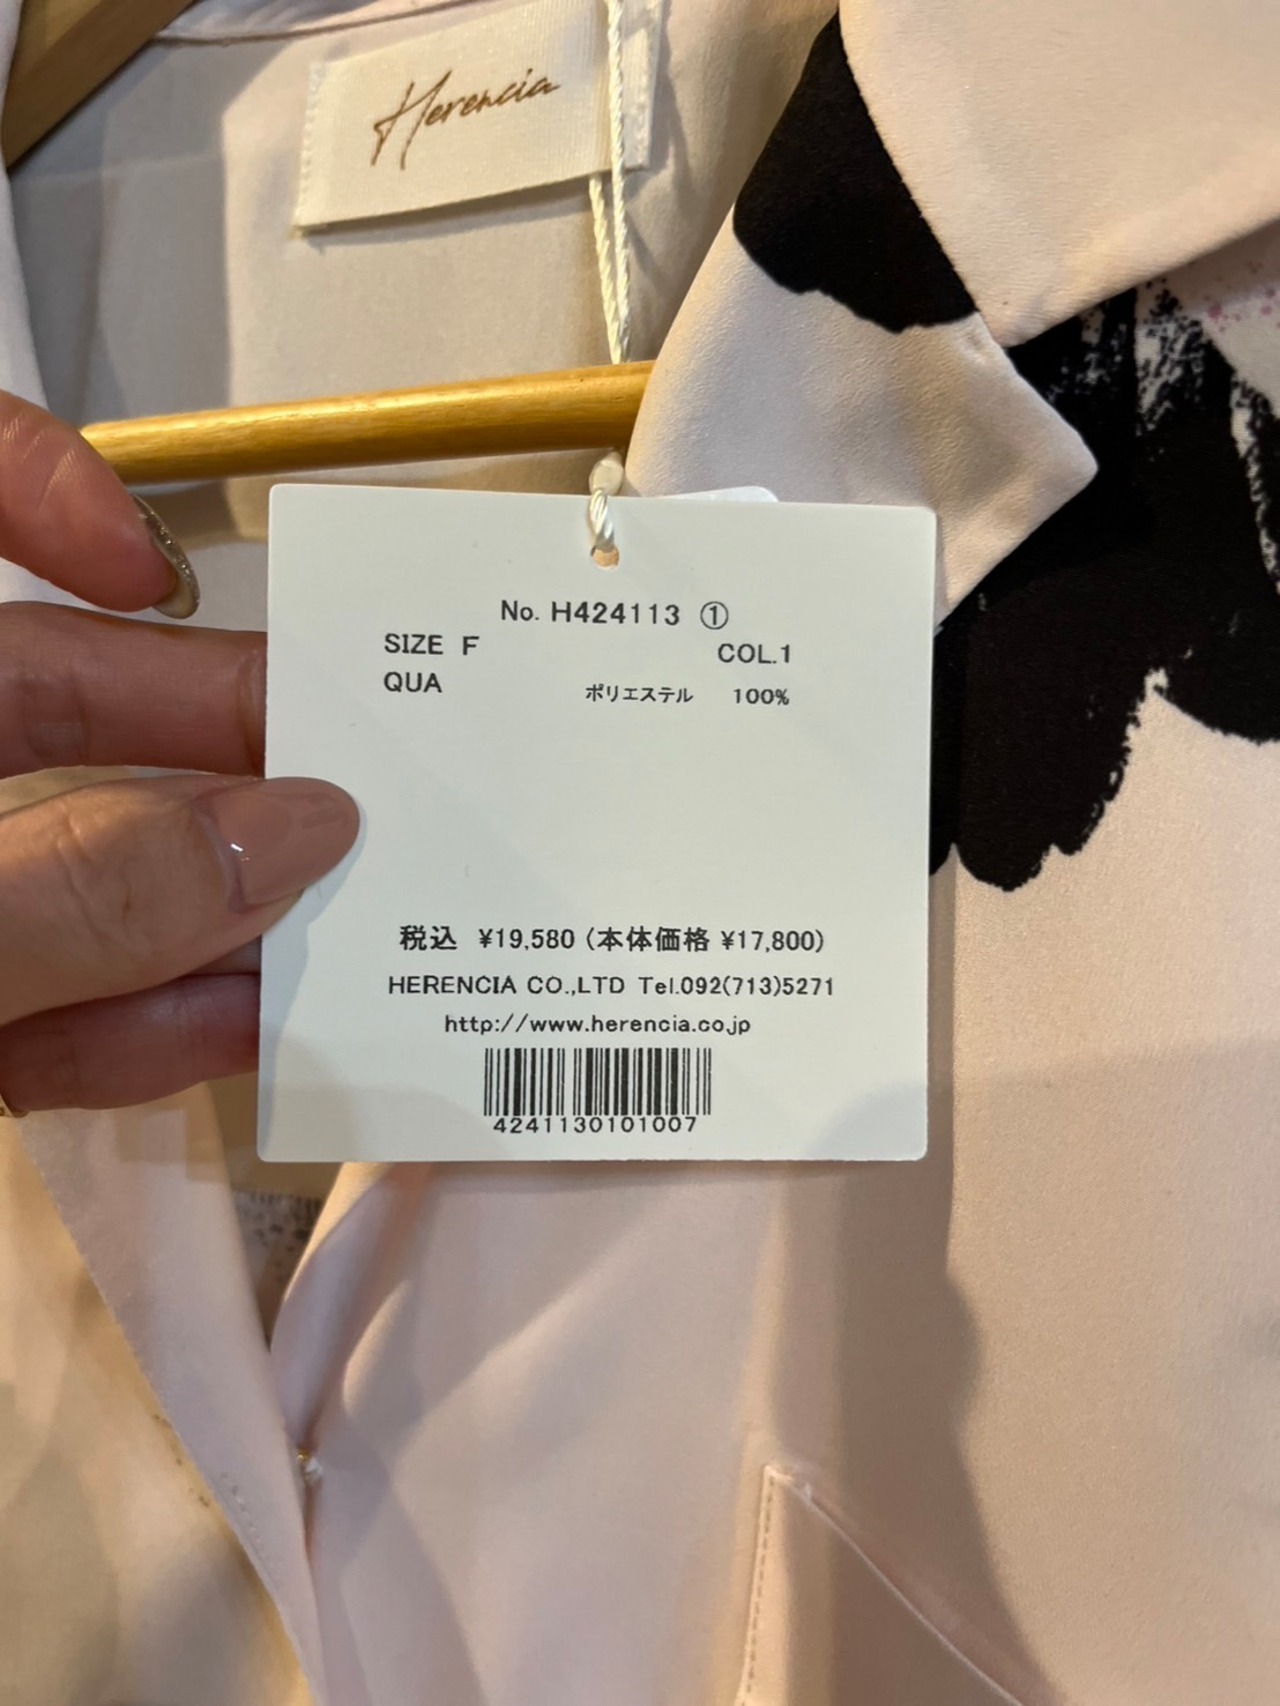 Herencia
No. H424113 ①
SIZE F COL.1
QUA ポリエステル 100%
税込 ¥19,580 (本体価格 ¥17,800)
HERENCIA CO.,LTD Tel.092(713)5271
http://www.herencia.co.jp
4241130101007